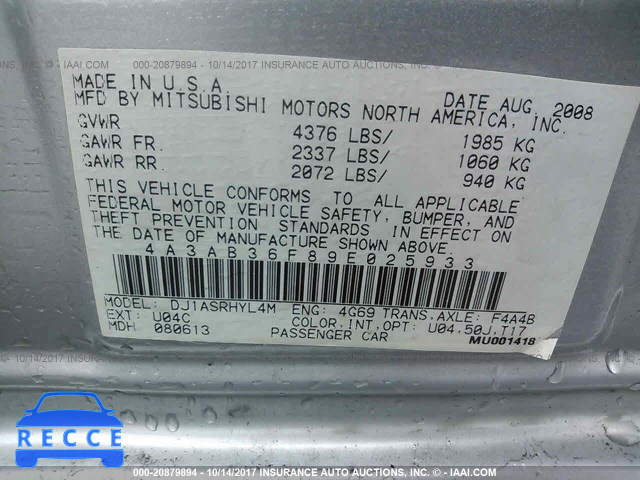 000-20879894 - 10/14/2017 - INSURANCE AUTO AUCTIONS, INC. - © IAAI.COM
MADE IN U.S.A DATE AUG, 2008
MFD BY MITSUBISHI MOTORS NORTH AMERICA, INC.
GVWR 4376 LBS/ 1985 KG
GAWR FR. 2337 LBS/ 1060 KG
GAWR RR. 2072 LBS/ 940 KG
THIS VEHICLE CONFORMS TO ALL APPLICABLE
FEDERAL MOTOR VEHICLE SAFETY, BUMPER, AND
THEFT PREVENTION STANDARDS IN EFFECT ON
THE DATE OF MANUFACTURE SHOWN ABOVE.
4A3AB36F89E025933
MODEL: DJ1ASRHYL4M ENG: 4G69 TRANS.AXLE: F4A4B
EXT: U04C COLOR,INT,OPT: U04.50J.T17
MDH 080613 PASSENGER CAR MU001418
RECCE
000-20879894 - 10/14/2017 - INSURANCE AUTO AUCTIONS, INC. - © IAAI.COM